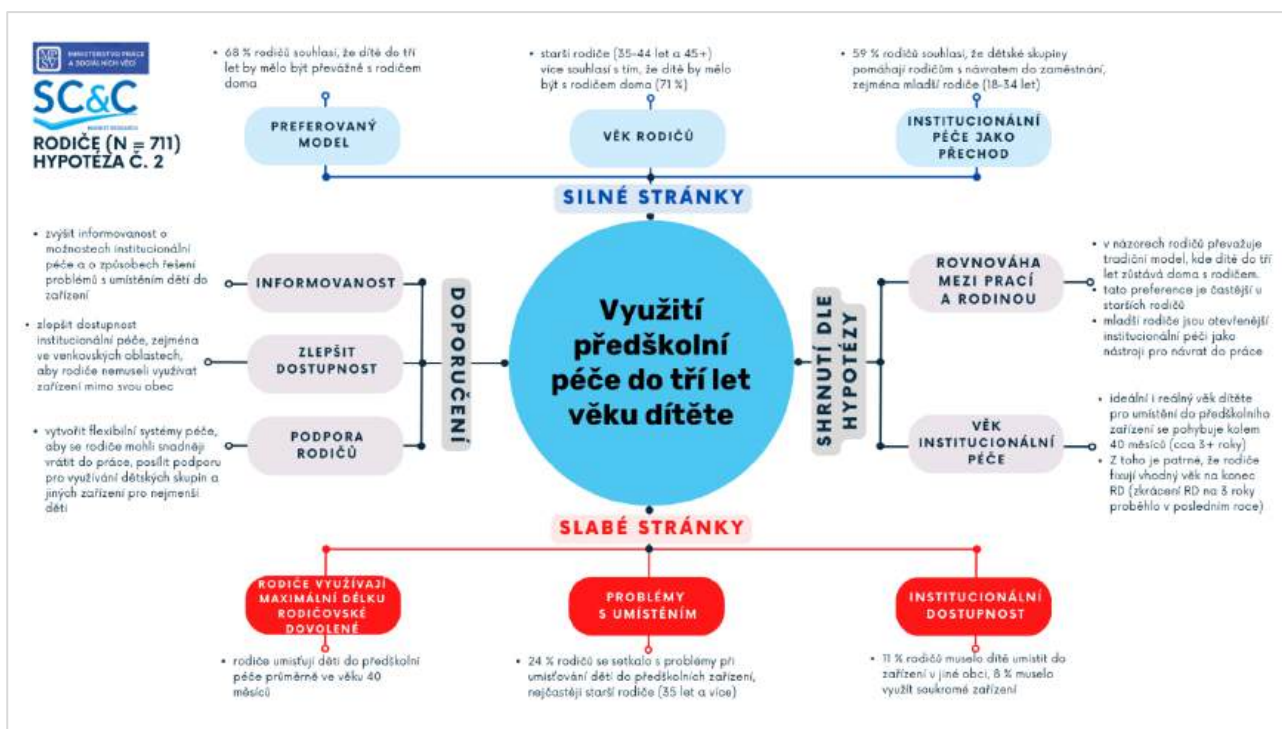 MINISTERSTVO PRÁCE
A SOCIÁLNÍCH VĚCÍ
SC&C
MARKET RESEARCH
RODIČE (N = 711)
HYPOTÉZA Č. 2
• 68 % rodičů souhlasí, že dítě do tří
let by mělo být převážně s rodičem
doma
• starší rodiče (35-44 let a 45+)
více souhlasí s tím, že dítě by mělo
být s rodičem doma (71 %)
• 59 % rodičů souhlasí, že dětské skupiny
pomáhají rodičům s návratem do zaměstnání,
zejména mladší rodiče (18-34 let)
PREFEROVANÝ
MODEL
VĚK RODIČŮ
INSTITUCIONÁLNÍ
PÉČE JAKO
PŘECHOD
SILNÉ STRÁNKY
• zvýšit informovanost o
možnostech institucionální
péče a o způsobech řešení
problémů s umístěním dětí do
zařízení
INFORMOVANOST
• zlepšit dostupnost
institucionální péče, zejména
ve venkovských oblastech,
aby rodiče nemuseli využívat
zařízení mimo svou obec
ZLEPŠIT
DOSTUPNOST
• vytvořit flexibilní systémy péče,
aby se rodiče mohli snadněji
vrátit do práce, posílit podporu
pro využívání dětských skupin a
jiných zařízení pro nejmenší
děti
PODPORA
RODIČŮ
DOPORUČENÍ
Využití
předškolní
péče do tří let
věku dítěte
SHRNUTÍ DLE
HYPOTÉZY
ROVNOVÁHA
MEZI PRACÍ
A RODINOU
• v názorech rodičů převažuje
tradiční model, kde dítě do tří
let zůstává doma s rodičem.
• tato preference je častější u
starších rodičů
• mladší rodiče jsou otevřenější
institucionální péči jako
nástroji pro návrat do práce
VĚK
INSTITUCIONÁLNÍ
PÉČE
• ideální i reálný věk dítěte
pro umístění do předškolního
zařízení se pohybuje kolem
40 měsíců (cca 3+ roky)
• Z toho je patrné, že rodiče
fixují vhodný věk na konec
RD (zkrácení RD na 3 roky
proběhlo v posledním roce)
SLABÉ STRÁNKY
RODIČE VYUŽÍVAJÍ
MAXIMÁLNÍ DÉLKU
RODIČOVSKÉ
DOVOLENÉ
PROBLÉMY
S UMÍSTĚNÍM
INSTITUCIONÁLNÍ
DOSTUPNOST
• rodiče umisťují děti do předškolní
péče průměrně ve věku 40
měsíců
• 24 % rodičů se setkalo s problémy při
umisťování dětí do předškolních zařízení,
nejčastěji starší rodiče (35 let a více)
• 11 % rodičů muselo dítě umístit do
zařízení v jiné obci, 8 % muselo
využít soukromé zařízení